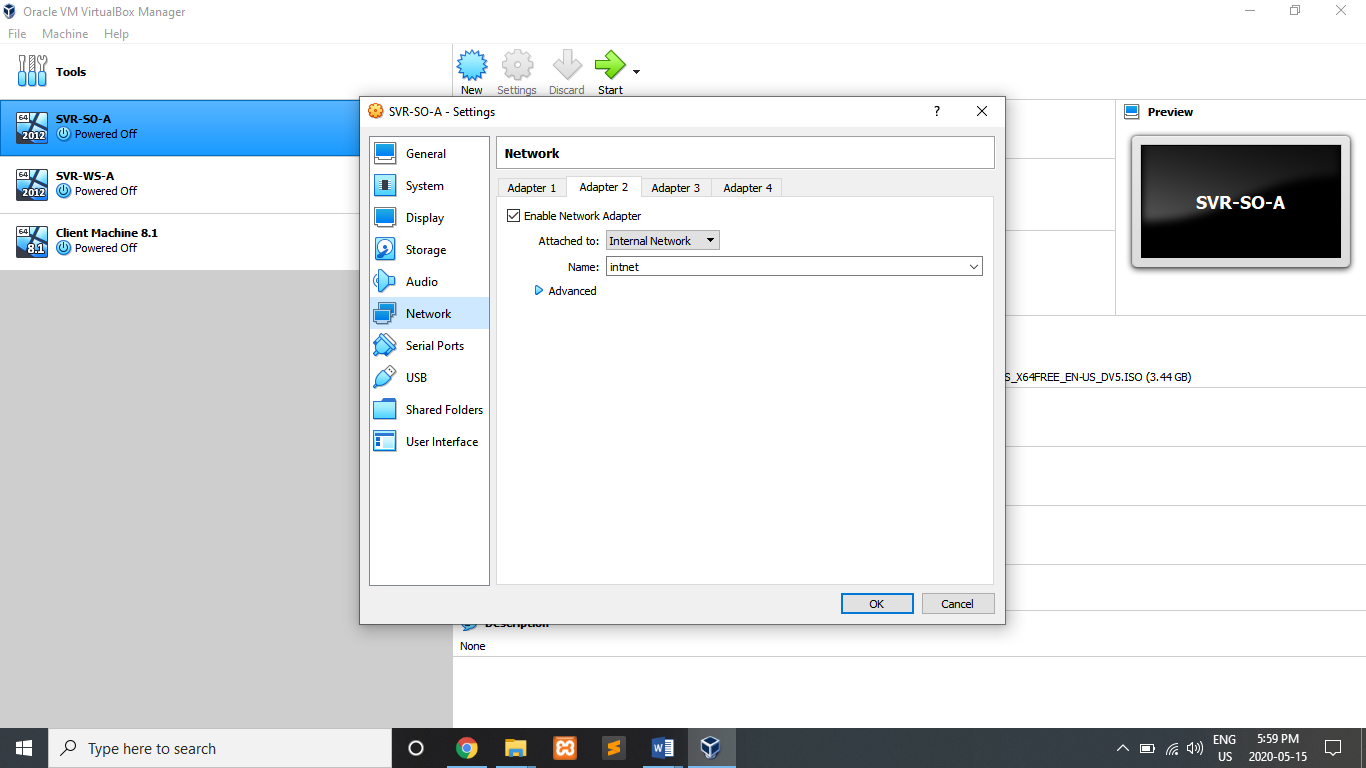 Oracle VM VirtualBox Manager
File Machine Help
Tools
New Settings Discard Start
64 2012 SVR-SO-A
Powered Off
64 2012 SVR-WS-A
Powered Off
64 8.1 Client Machine 8.1
Powered Off
SVR-SO-A - Settings
?
General
System
Display
Storage
Audio
Network
Serial Ports
USB
Shared Folders
User Interface
Network
Adapter 1 Adapter 2 Adapter 3 Adapter 4
Enable Network Adapter
Attached to: Internal Network
Name: intnet
Advanced
OK Cancel
Preview
SVR-SO-A
S_X64FREE_EN-US_DV5.ISO (3.44 GB)
Description
None
Type here to search
ENG
US
5:59 PM
2020-05-15